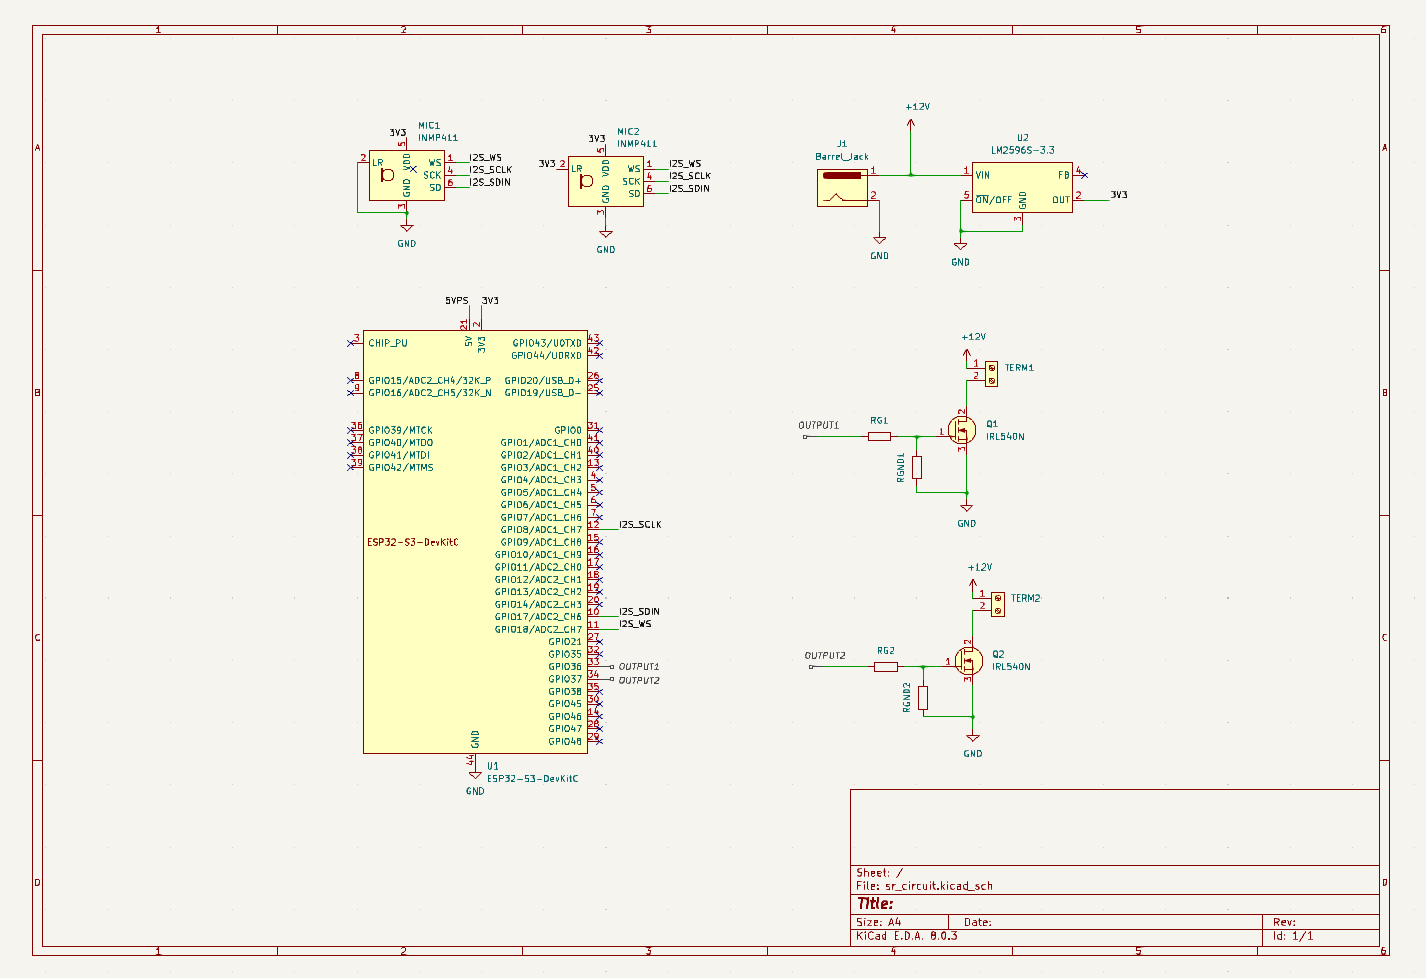 1 2 3 4 5 6
A
B
C
D
MIC1
INMP411
3V3
5
VDD
2 LR
WS 1 I2S_WS
SCK 4 I2S_SCLK
SD 6 I2S_SDIN
GND
3
GND
MIC2
INMP411
3V3
5
VDD
3V3 2 LR
WS 1 I2S_WS
SCK 4 I2S_SCLK
SD 6 I2S_SDIN
GND
3
GND
+12V
J1
Barrel_Jack
1
2
GND
U2
LM2596S-3.3
1 VIN
FB 4
5 ON/OFF
OUT 2 3V3
GND
3
GND
5VPS 3V3
21 2
5V 3V3
3 CHIP_PU
8 GPIO15/ADC2_CH4/32K_P
9 GPIO16/ADC2_CH5/32K_N
36 GPIO39/MTCK
37 GPIO40/MTDO
38 GPIO41/MTDI
39 GPIO42/MTMS
ESP32-S3-DevKitC
GPIO43/U0TXD 43
GPIO44/U0RXD 42
GPIO20/USB_D+ 26
GPIO19/USB_D- 25
GPIO0 31
GPIO1/ADC1_CH0 41
GPIO2/ADC1_CH1 40
GPIO3/ADC1_CH2 13
GPIO4/ADC1_CH3 4
GPIO5/ADC1_CH4 5
GPIO6/ADC1_CH5 6
GPIO7/ADC1_CH6 7
GPIO8/ADC1_CH7 12 I2S_SCLK
GPIO9/ADC1_CH8 15
GPIO10/ADC1_CH9 16
GPIO11/ADC2_CH0 17
GPIO12/ADC2_CH1 18
GPIO13/ADC2_CH2 19
GPIO14/ADC2_CH3 20
GPIO17/ADC2_CH6 10 I2S_SDIN
GPIO18/ADC2_CH7 11 I2S_WS
GPIO21 27
GPIO35 32
GPIO36 33 OUTPUT1
GPIO37 34 OUTPUT2
GPIO38 35
GPIO45 30
GPIO46 14
GPIO47 28
GPIO48 29
GND
44
GND
U1
ESP32-S3-DevKitC
+12V
1
2
TERM1
OUTPUT1
RG1
RGND1
1
2
3
Q1
IRL540N
GND
+12V
1
2
TERM2
OUTPUT2
RG2
RGND2
1
2
3
Q2
IRL540N
GND
Sheet: /
File: sr_circuit.kicad_sch
Title:
Size: A4 Date: Rev:
KiCad E.D.A. 8.0.3 Id: 1/1
A
B
C
D
1 2 3 4 5 6